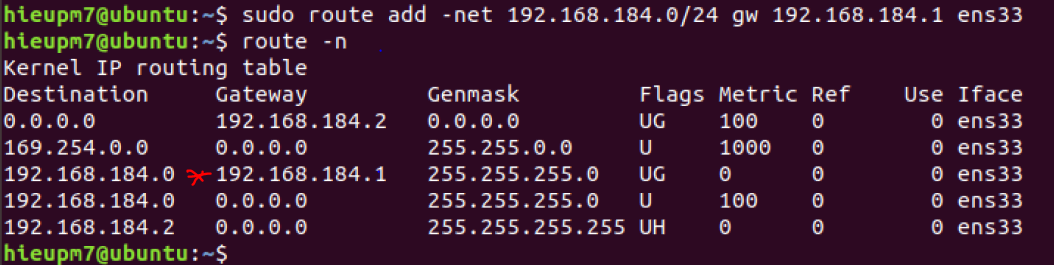 hieupm7@ubuntu:~$ sudo route add -net 192.168.184.0/24 gw 192.168.184.1 ens33
hieupm7@ubuntu:~$ route -n
Kernel IP routing table
Destination     Gateway         Genmask         Flags Metric Ref    Use Iface
0.0.0.0         192.168.184.2   0.0.0.0         UG    100    0        0 ens33
169.254.0.0     0.0.0.0         255.255.0.0     U     1000   0        0 ens33
192.168.184.0   192.168.184.1   255.255.255.0   UG    0      0        0 ens33
192.168.184.0   0.0.0.0         255.255.255.0   U     100    0        0 ens33
192.168.184.2   0.0.0.0         255.255.255.255 UH    0      0        0 ens33
hieupm7@ubuntu:~$